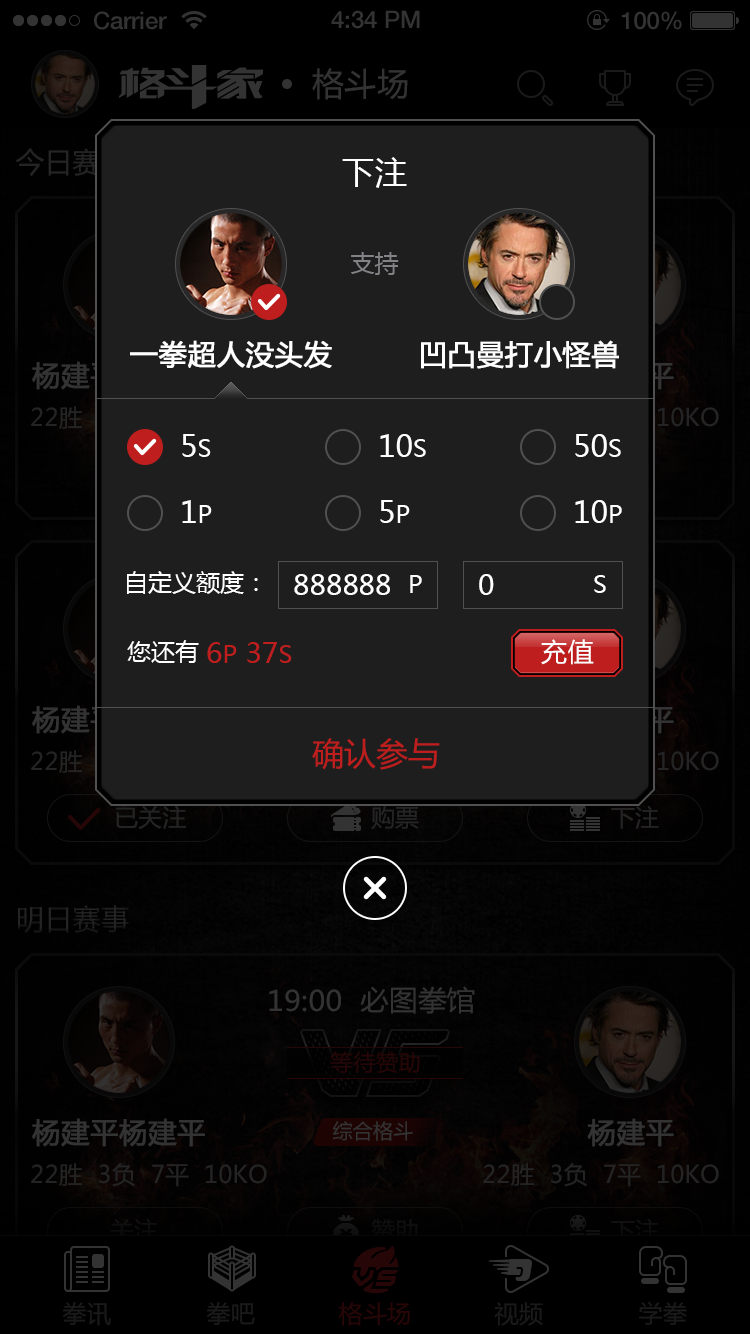 Carrier 4:34 PM 100%
格斗家 · 格斗场
今日赛
下注
支持
一拳超人没头发 凹凸曼打小怪兽
杨建平 平
22胜 10KO
5S 10S 50S
1P 5P 10P
自定义额度： 888888 P 0 S
您还有 6P 37S 充值
杨建平 平
22胜 10KO
确认参与
已关注 购票 下注
明日赛事
19:00 必图拳馆
VS
等待赞助
杨建平杨建平 综合格斗 杨建平
22胜 3负 7平 10KO 22胜 3负 7平 10KO
关注 赞助 下注
VS
拳讯 拳吧 格斗场 视频 学拳